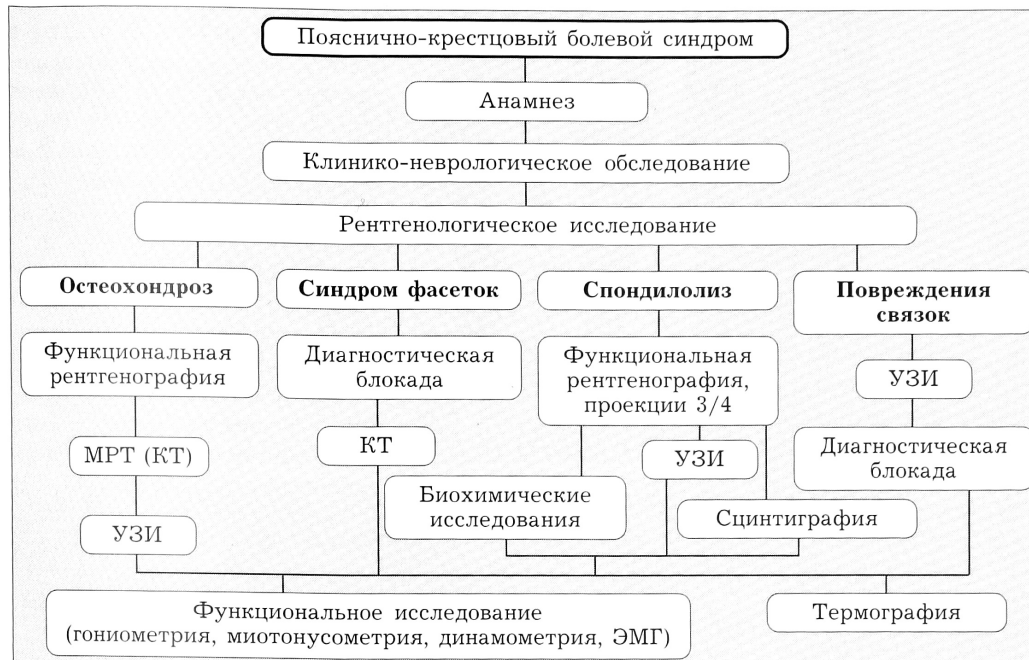 Пояснично-крестцовый болевой синдром
Анамнез
Клинико-неврологическое обследование
Рентгенологическое исследование
Остеохондроз
Синдром фасеток
Спондилолиз
Повреждения
связок
Функциональная
рентгенография
Диагностическая
блокада
Функциональная
рентгенография,
проекции 3/4
УЗИ
МРТ (КТ)
КТ
УЗИ
Диагностическая
блокада
Биохимические
исследования
Сцинтиграфия
УЗИ
Функциональное исследование
(гониометрия, миотонусометрия, динамометрия, ЭМГ)
Термография